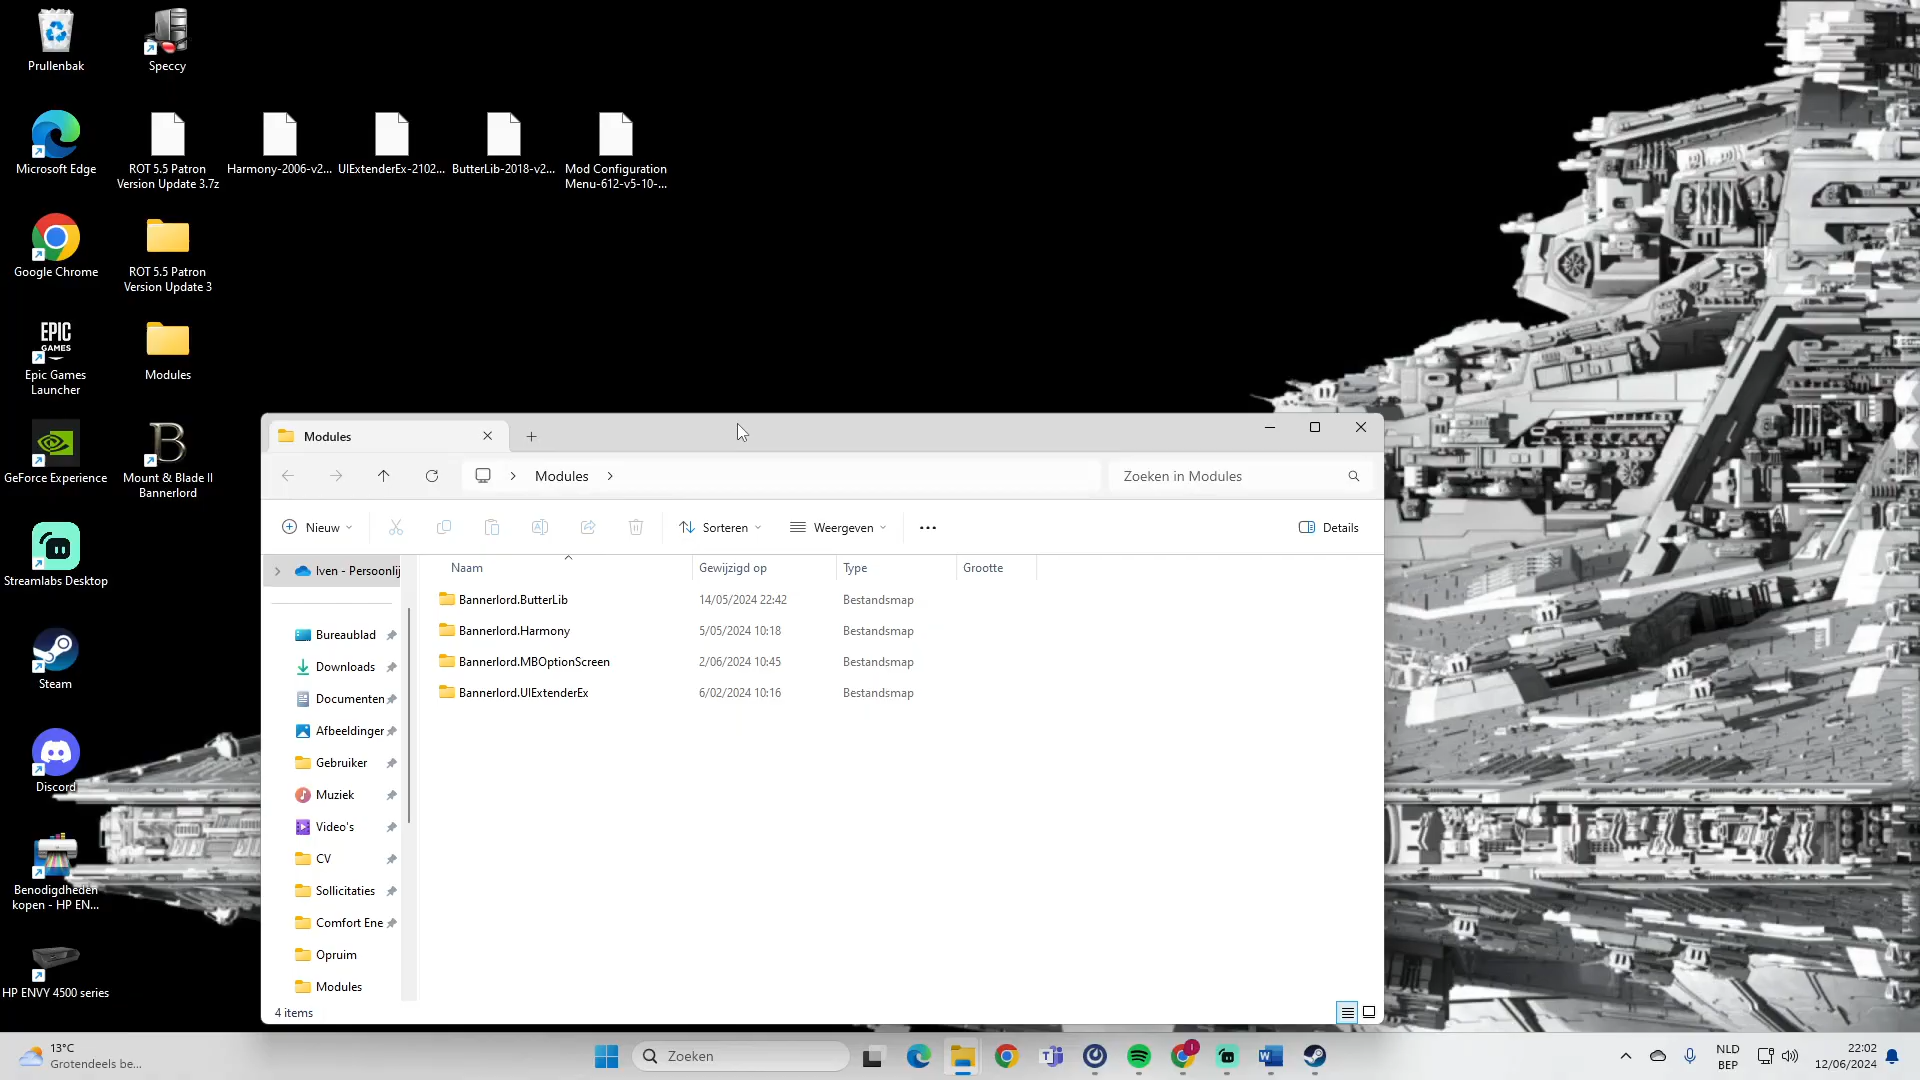 Prullenbak
Speccy
Microsoft Edge
ROT 5.5 Patron
Version Update 3.7z
Harmony-2006-v2...
UIExtenderEx-2102...
ButterLib-2018-v2...
Mod Configuration
Menu-612-v5-10-...
Google Chrome
ROT 5.5 Patron
Version Update 3
EPIC
GAMES
Epic Games
Launcher
Modules
GeForce Experience
Mount & Blade II
Bannerlord
Streamlabs Desktop
Steam
Discord
Benodigdheden
kopen - HP EN...
HP ENVY 4500 series
Modules
Modules
Zoeken in Modules
Nieuw
Sorteren
Weergeven
Details
Naam
Gewijzigd op
Type
Grootte
Iven - Persoonlij
Bureaublad
Downloads
Documenten
Afbeeldinger
Gebruiker
Muziek
Video's
CV
Sollicitaties
Comfort Ene
Opruim
Modules
Bannerlord.ButterLib
14/05/2024 22:42
Bestandsmap
Bannerlord.Harmony
5/05/2024 10:18
Bestandsmap
Bannerlord.MBOptionScreen
2/06/2024 10:45
Bestandsmap
Bannerlord.UIExtenderEx
6/02/2024 10:16
Bestandsmap
4 items
13°C
Grotendeels be...
Zoeken
1
NLD
BEP
22:02
12/06/2024